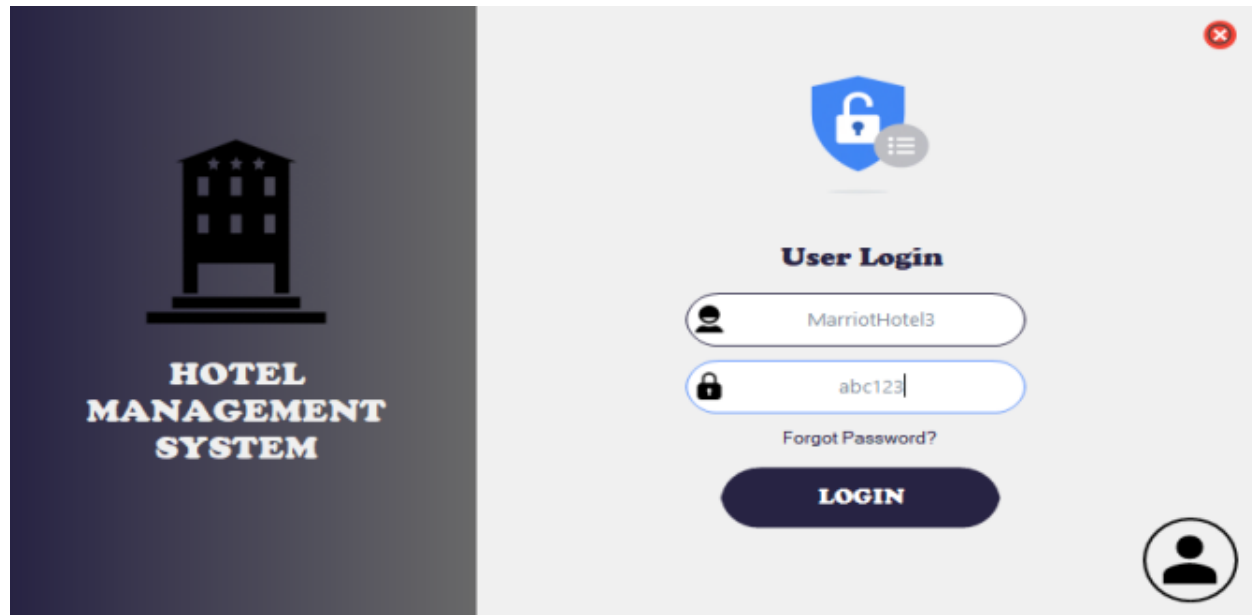 HOTEL
MANAGEMENT
SYSTEM
User Login
MarriotHotel3
abc123
Forgot Password?
LOGIN